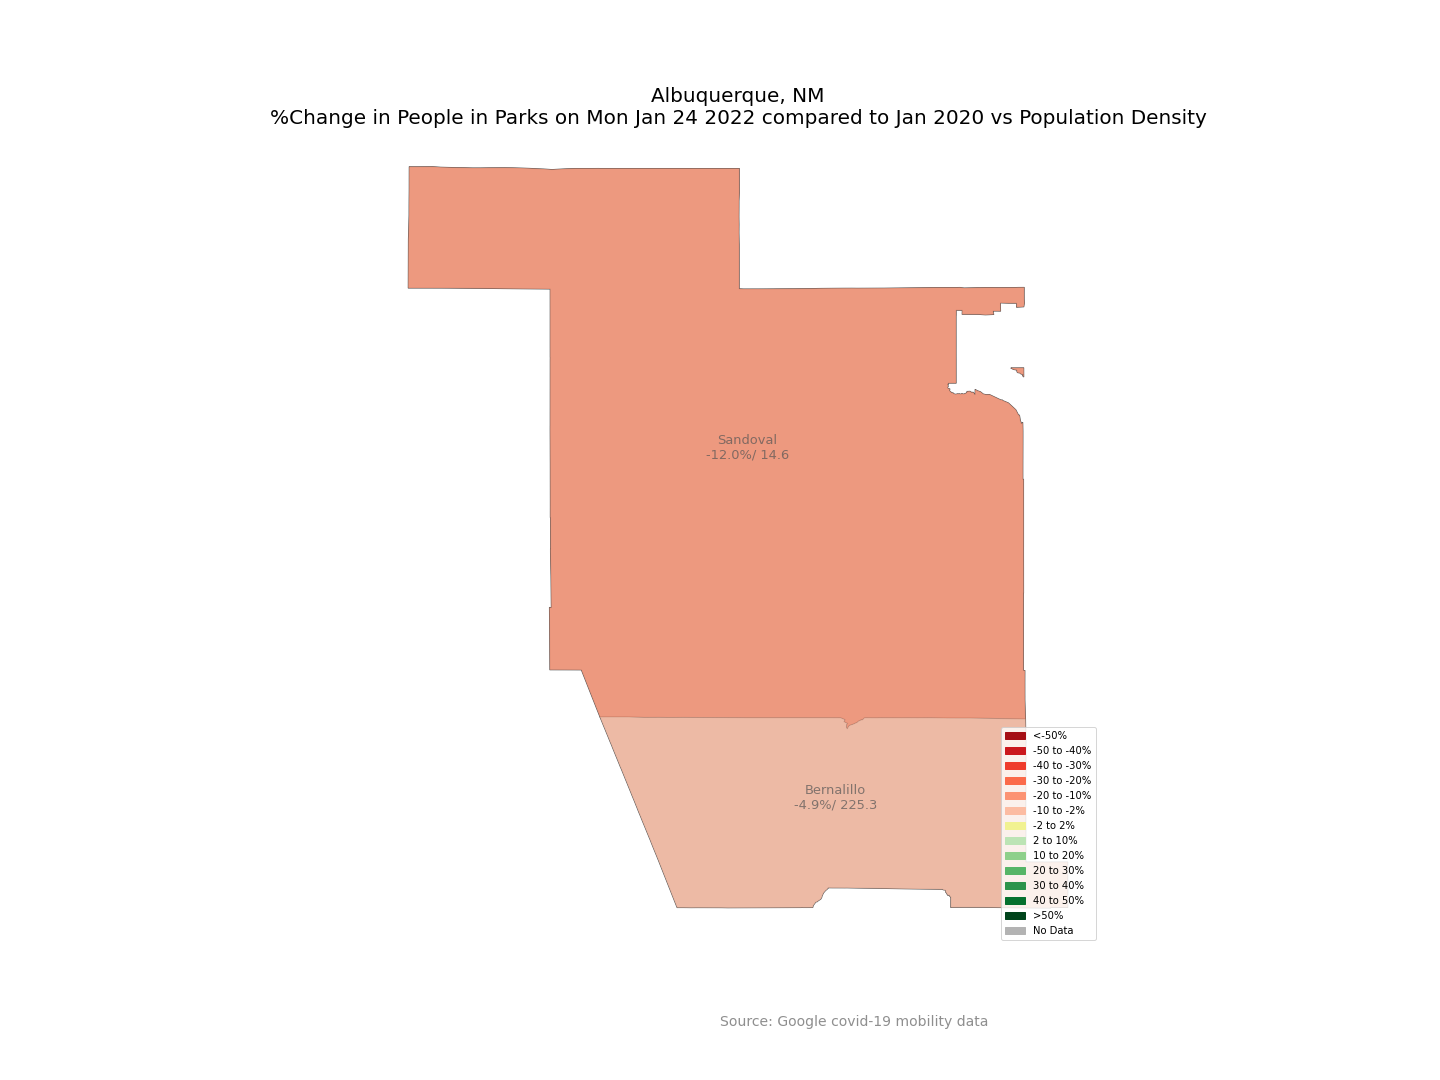 Albuquerque, NM
%Change in People in Parks on Mon Jan 24 2022 compared to Jan 2020 vs Population Density
Sandoval
-12.0%/ 14.6
Bernalillo
-4.9%/ 225.3
<-50%
-50 to -40%
-40 to -30%
-30 to -20%
-20 to -10%
-10 to -2%
-2 to 2%
2 to 10%
10 to 20%
20 to 30%
30 to 40%
40 to 50%
>50%
No Data
Source: Google covid-19 mobility data